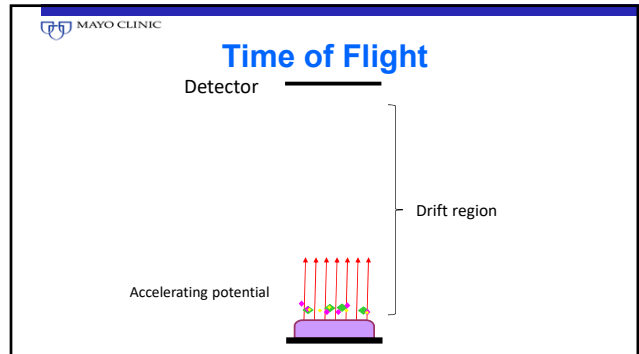 MAYO CLINIC
Time of Flight
Detector
Drift region
Accelerating potential